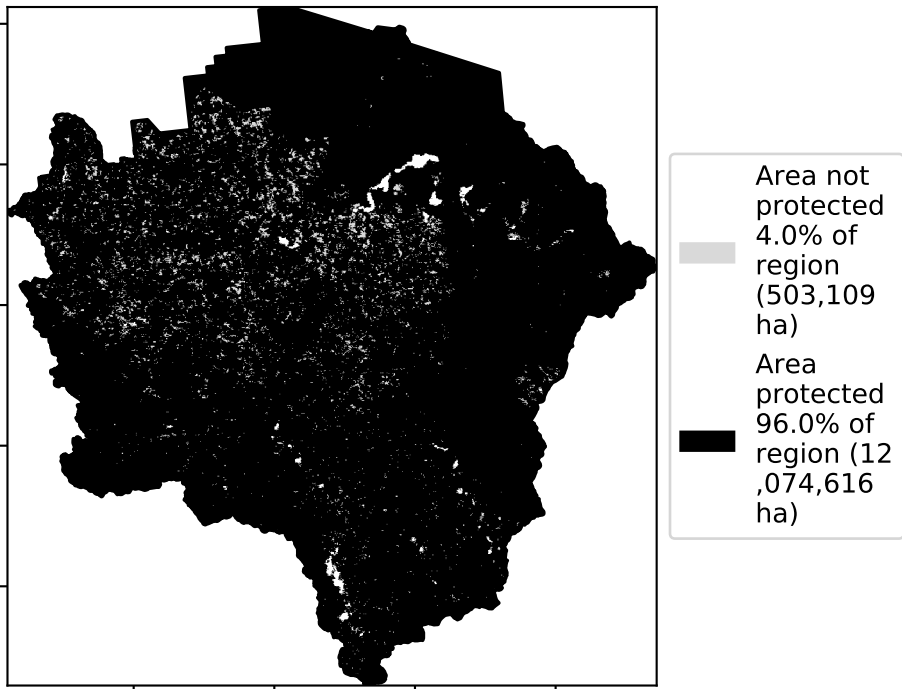 Area not
protected
4.0% of
region
(503,109
ha)
Area
protected
96.0% of
region (12
,074,616
ha)